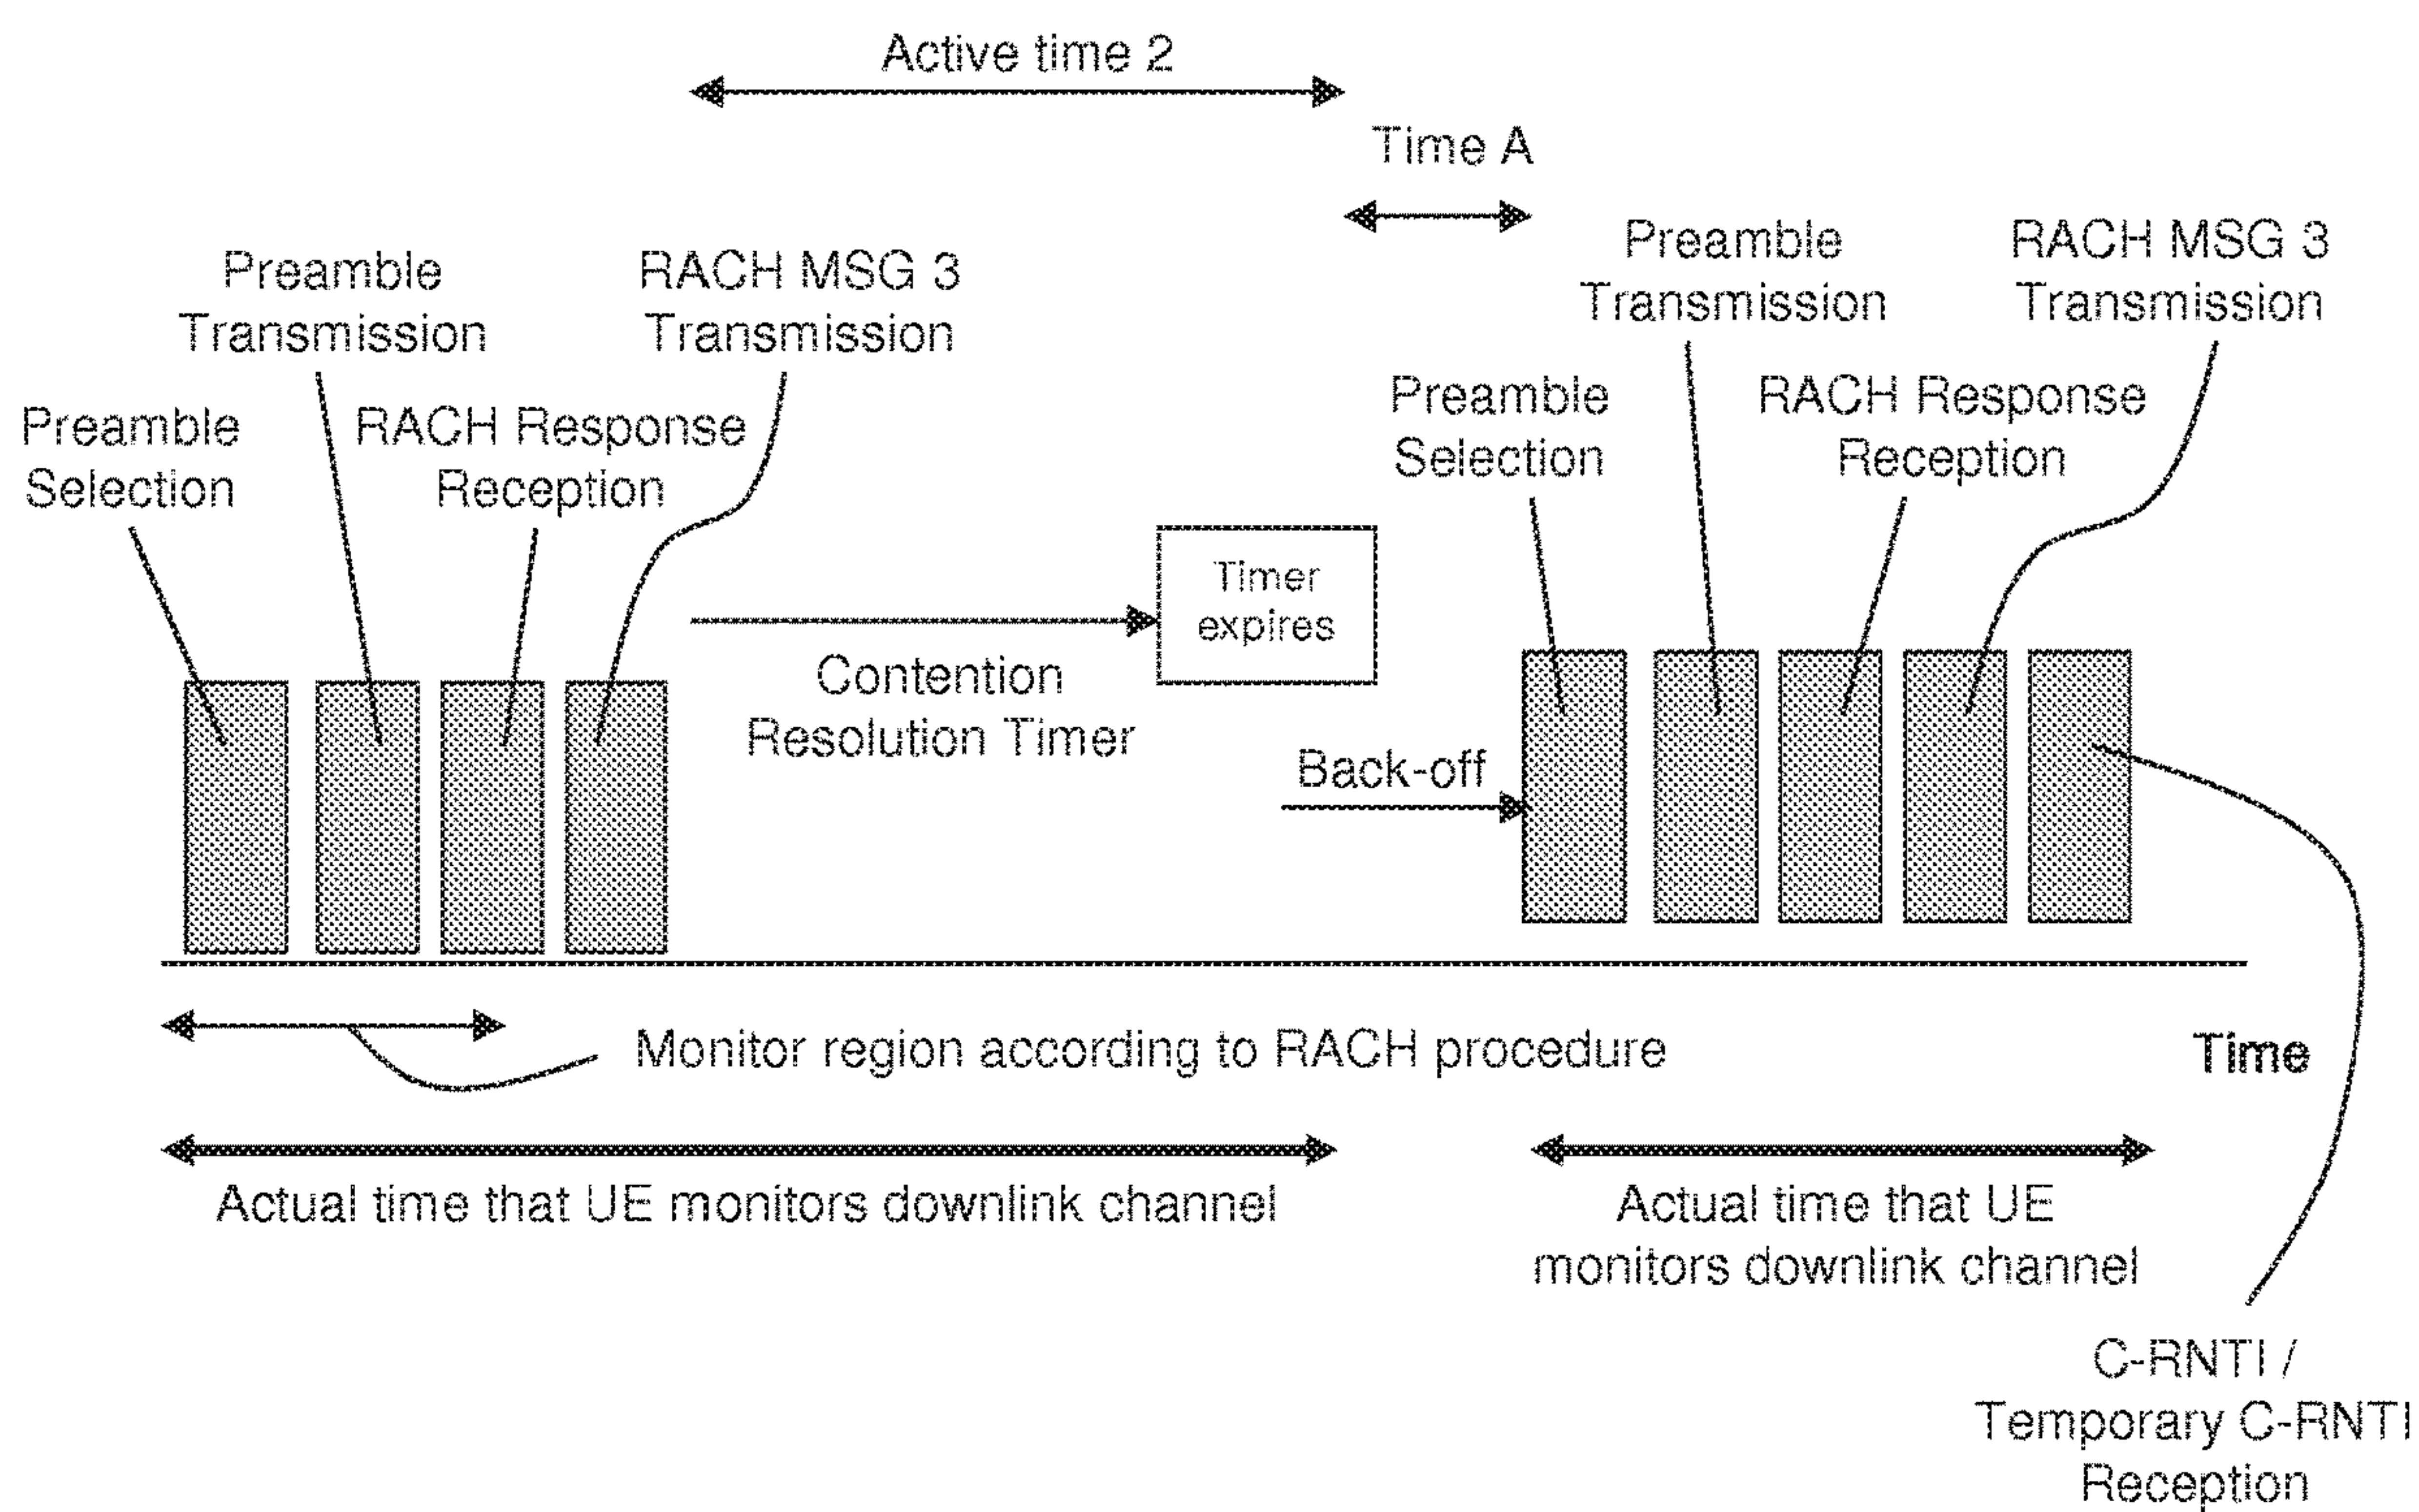 Active time 2
Time A
Preamble
Transmission
RACH MSG 3
Transmission
Preamble
Selection
RACH Response
Reception
Preamble
Transmission
RACH MSG 3
Transmission
Preamble
Selection
RACH Response
Reception
Timer
expires
Contention
Resolution Timer
Back-off
Monitor region according to RACH procedure
Time
Actual time that UE monitors downlink channel
Actual time that UE
monitors downlink channel
C-RNTI /
Temporary C-RNTI
Reception